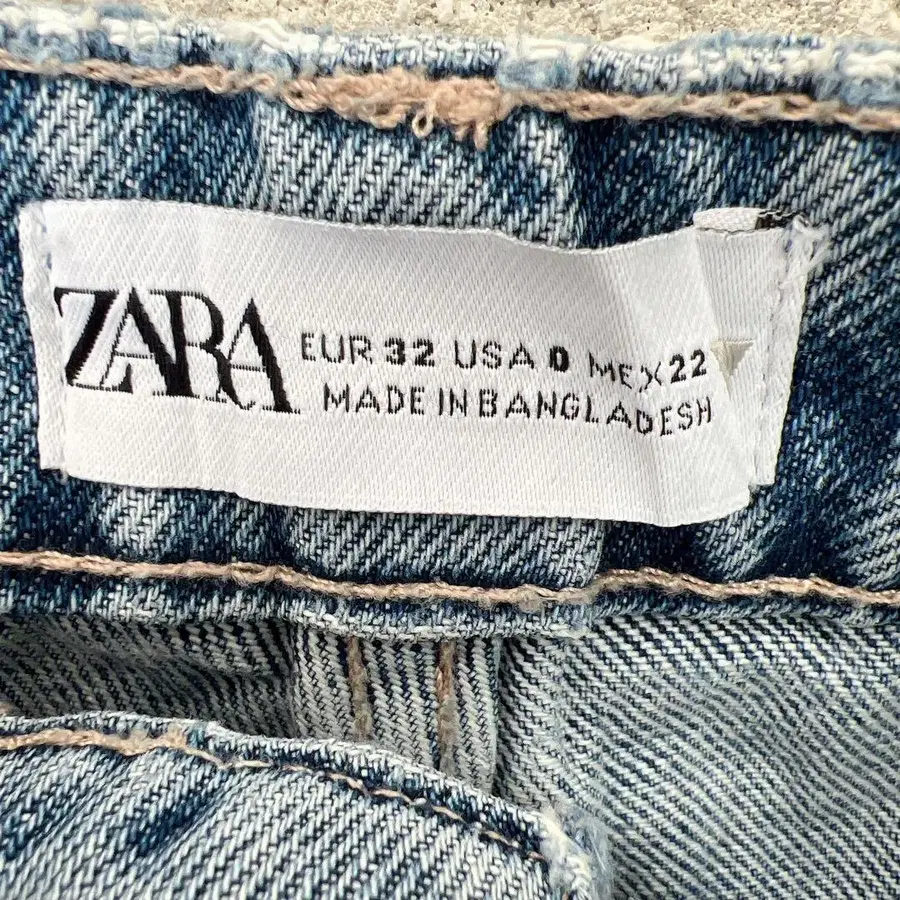 ZARA
EUR 32 USA 0 MEX 22
MADE IN BANGLADESH